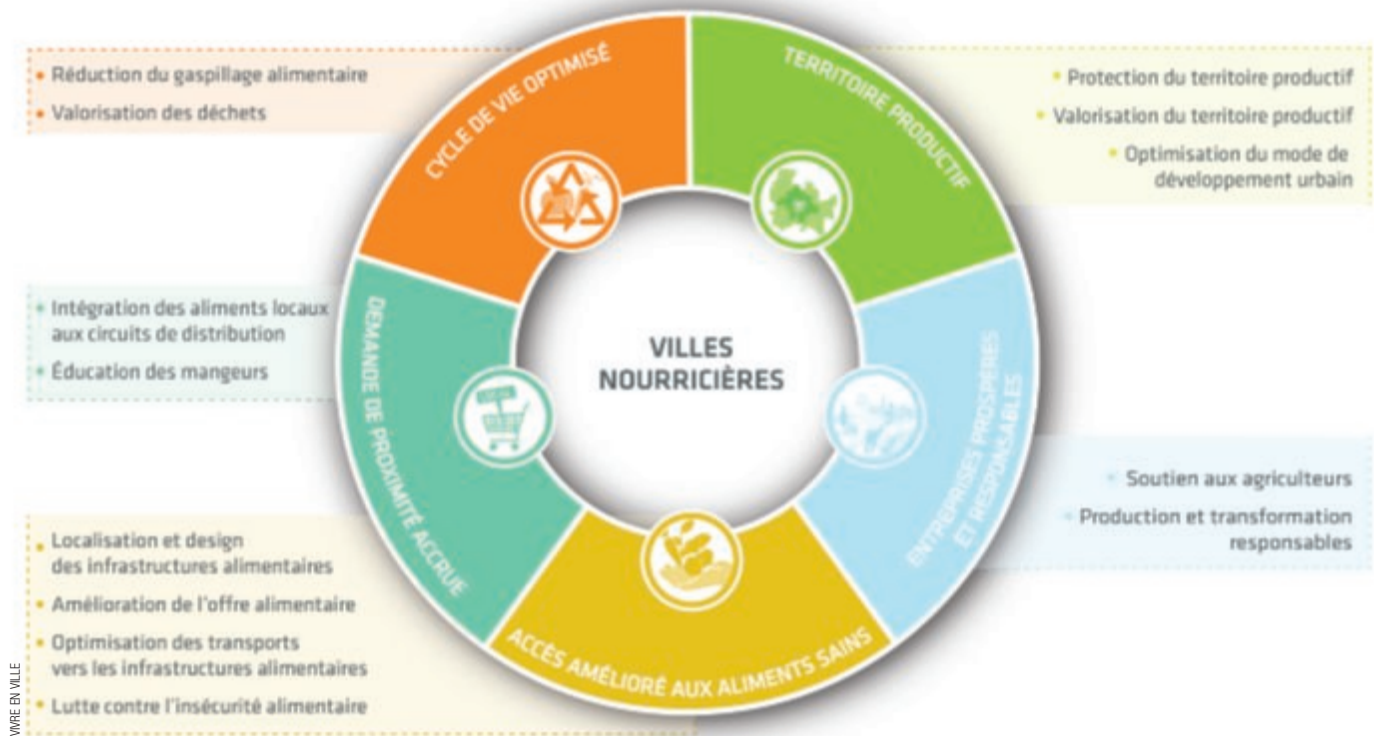 CYCLE DE VIE OPTIMISÉ
Réduction du gaspillage alimentaire
Valorisation des déchets
TERRITOIRE PRODUCTIF
Protection du territoire productif
Valorisation du territoire productif
Optimisation du mode de
développement urbain
VILLES
NOURRICIÈRES
DEMANDE DE PROXIMITÉ ACCRUE
Intégration des aliments locaux
aux circuits de distribution
Éducation des mangeurs
ENTREPRISES PROSPÈRES
ET RESPONSABLES
Soutien aux agriculteurs
Production et transformation
responsables
ACCÈS AMÉLIORÉ AUX ALIMENTS SAINS
Localisation et design
des infrastructures alimentaires
Amélioration de l'offre alimentaire
Optimisation des transports
vers les infrastructures alimentaires
Lutte contre l'insécurité alimentaire
VIVRE EN VILLE